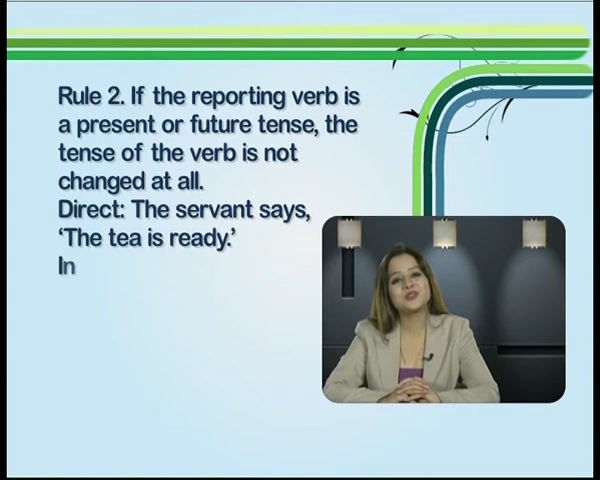 Rule 2. If the reporting verb is
a present or future tense, the
tense of the verb is not
changed at all.
Direct: The servant says,
‘The tea is ready.’
In